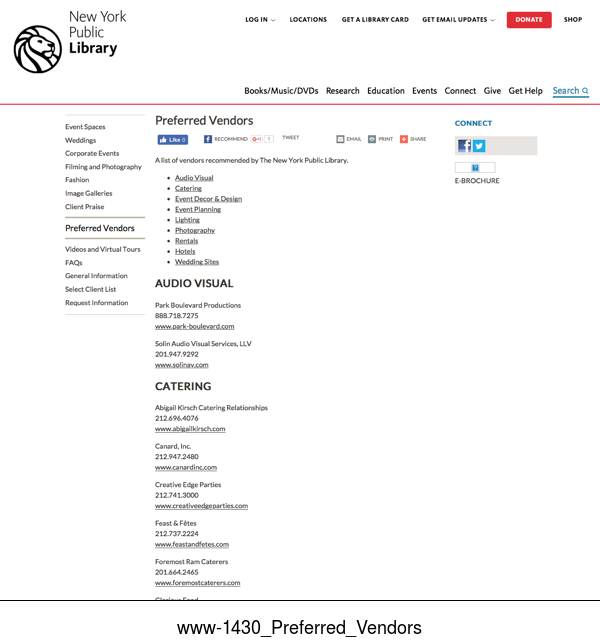 New York
Public
Library
LOG IN
LOCATIONS
GET A LIBRARY CARD
GET EMAIL UPDATES
DONATE
SHOP
Books/Music/DVDs
Research
Education
Events
Connect
Give
Get Help
Search
Event Spaces
Weddings
Corporate Events
Filming and Photography
Fashion
Image Galleries
Client Praise
Preferred Vendors
Videos and Virtual Tours
FAQs
General Information
Select Client List
Request Information
Preferred Vendors
Like 0
RECOMMEND
G+1
1
TWEET
EMAIL
PRINT
SHARE
A list of vendors recommended by The New York Public Library.
Audio Visual
Catering
Event Decor & Design
Event Planning
Lighting
Photography
Rentals
Hotels
Wedding Sites
AUDIO VISUAL
Park Boulevard Productions
888.718.7275
www.park-boulevard.com
Solin Audio Visual Services, LLV
201.947.9292
www.solinav.com
CATERING
Abigail Kirsch Catering Relationships
212.696.4076
www.abigailkirsch.com
Canard, Inc.
212.947.2480
www.canardinc.com
Creative Edge Parties
212.741.3000
www.creativeedgeparties.com
Feast & Fêtes
212.737.2224
www.feastandfetes.com
Foremost Ram Caterers
201.664.2465
www.foremostcaterers.com
CONNECT
E-BROCHURE
www-1430_Preferred_Vendors